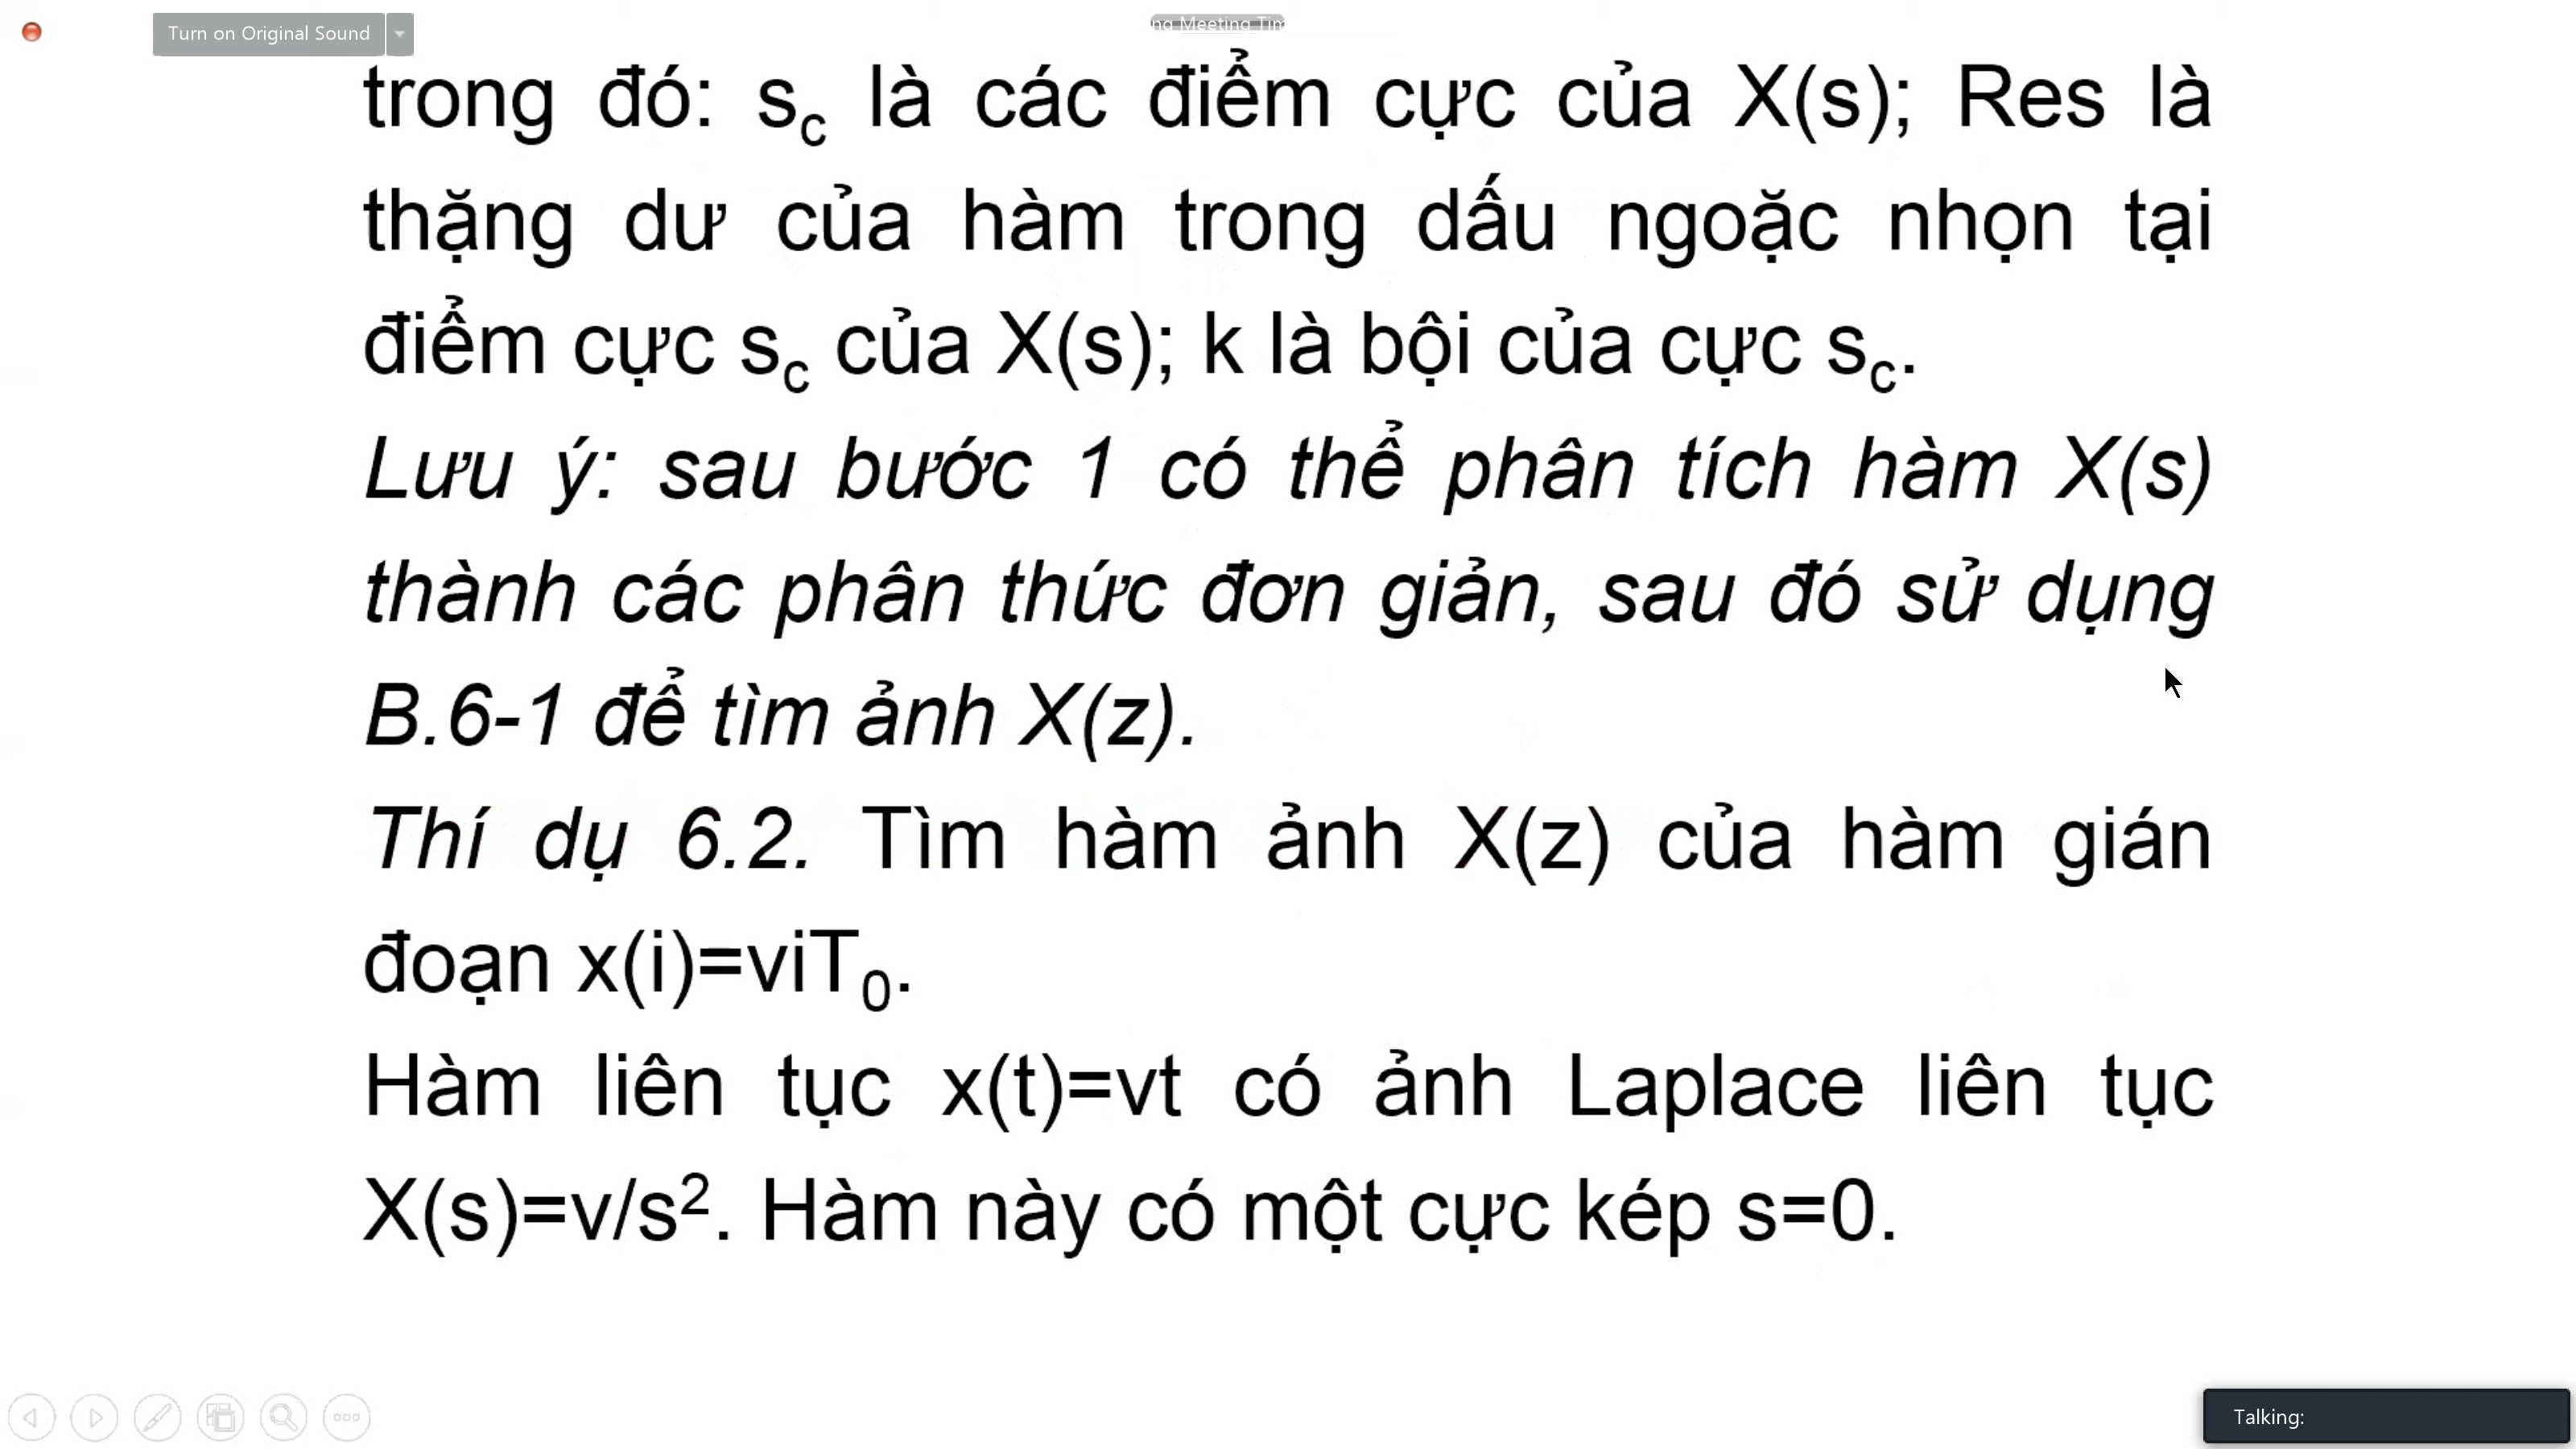 Turn on Original Sound
Meeting
trong đó: sc là các điểm cực của X(s); Res là
thặng dư của hàm trong dấu ngoặc nhọn tại
điểm cực sc của X(s); k là bội của cực sc.
Lưu ý: sau bước 1 có thể phân tích hàm X(s)
thành các phân thức đơn giản, sau đó sử dụng
B.6-1 để tìm ảnh X(z).
Thí dụ 6.2. Tìm hàm ảnh X(z) của hàm gián
đoạn x(i)=viT0.
Hàm liên tục x(t)=vt có ảnh Laplace liên tục
X(s)=v/s². Hàm này có một cực kép s=0.
Talking: